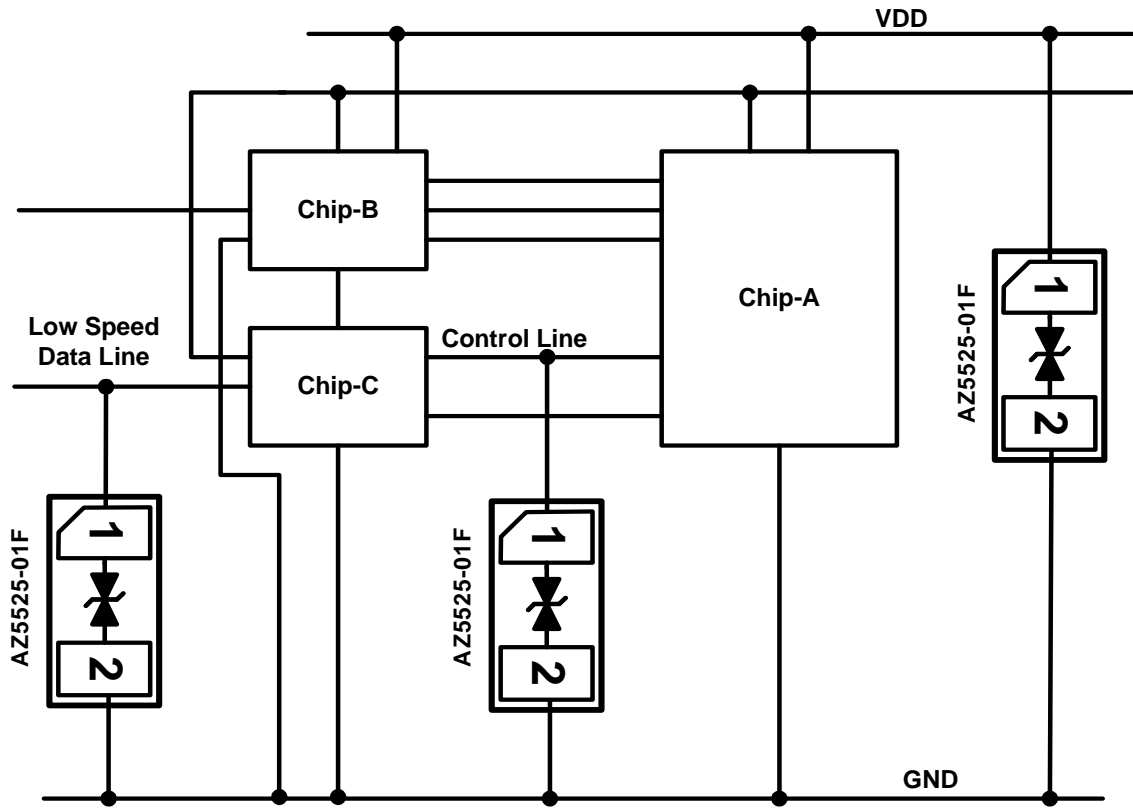 VDD
Chip-B
Chip-A
1
2
AZ5525-01F
Low Speed
Data Line
Control Line
Chip-C
1
2
AZ5525-01F
1
2
AZ5525-01F
GND